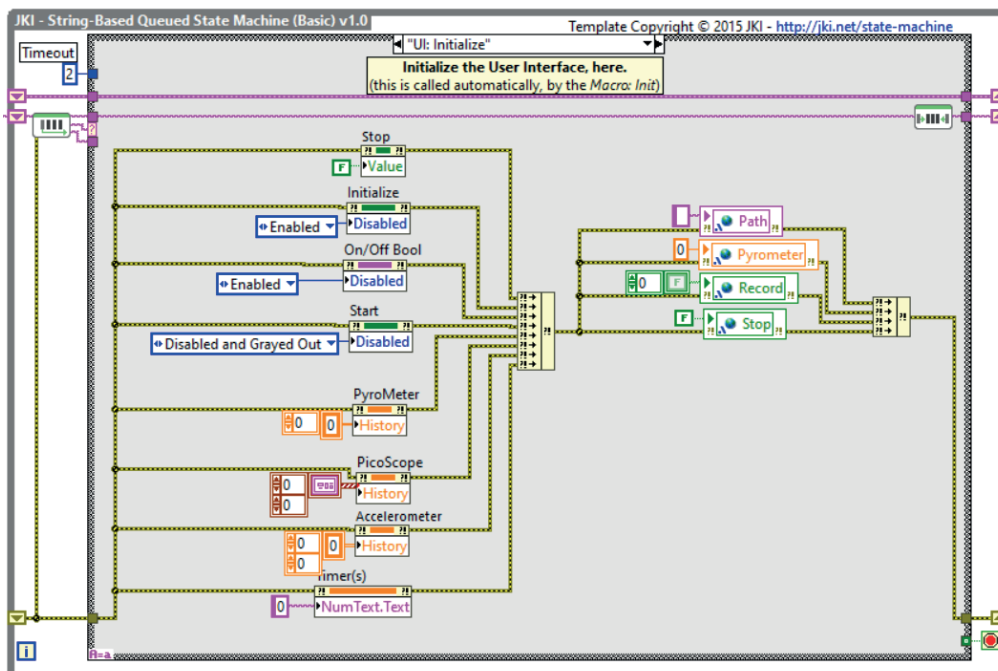 JKI - String-Based Queued State Machine (Basic) v1.0
Template Copyright © 2015 JKI - http://jki.net/state-machine
Timeout
2
"UI: Initialize"
Initialize the User Interface, here.
(this is called automatically, by the Macro: Init)
?
Stop
F
Value
Initialize
Enabled
Disabled
On/Off Bool
Enabled
Disabled
Start
Disabled and Grayed Out
Disabled
PyroMeter
0
0
History
PicoScope
0
0
History
Accelerometer
0
0
0
History
Timer(s)
0
NumText.Text
Path
0
Pyrometer
0
F
Record
F
Stop
i
A=a